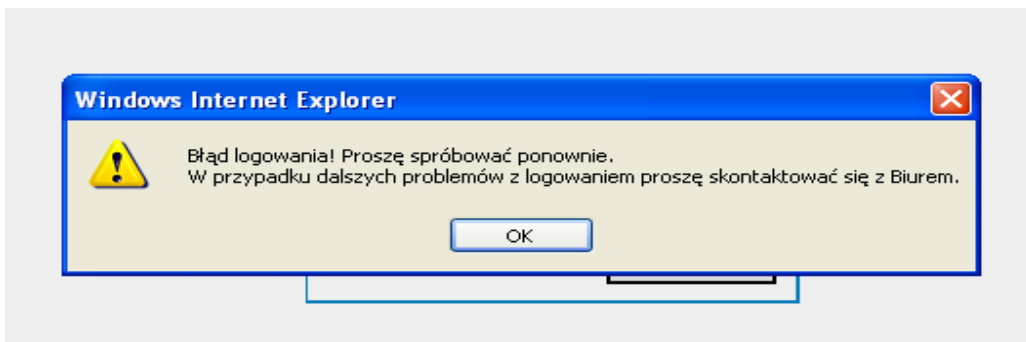 Windows Internet Explorer
Błąd logowania! Proszę spróbować ponownie.
W przypadku dalszych problemów z logowaniem proszę skontaktować się z Biurem.
OK